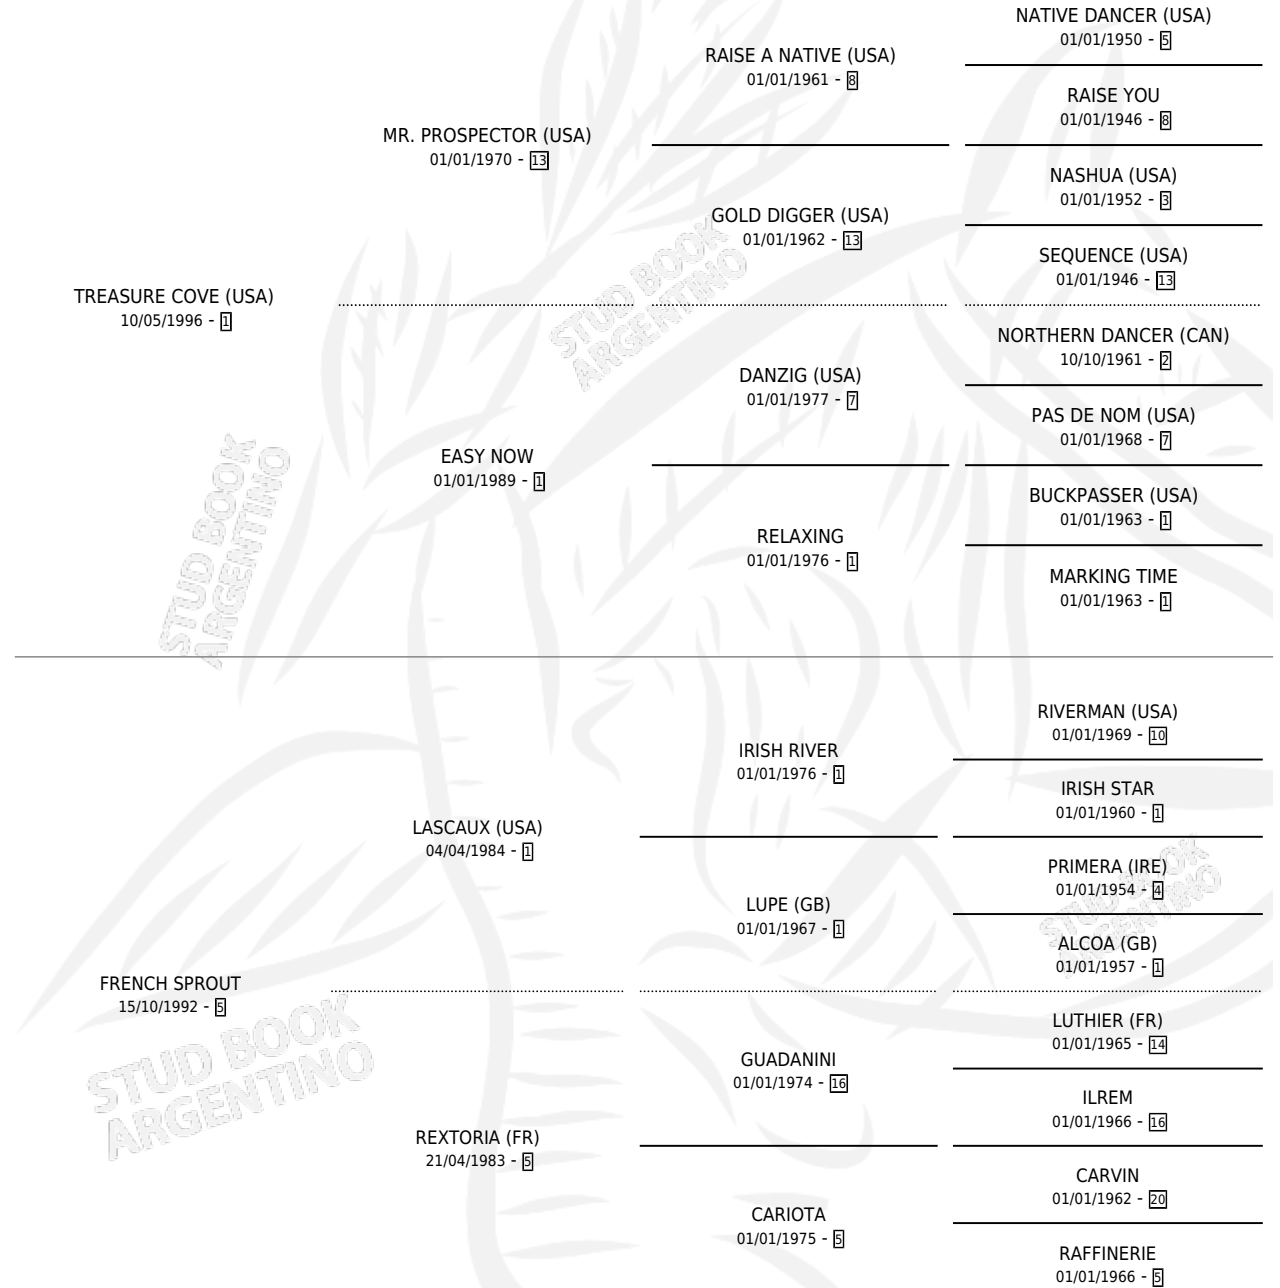 NATIVE DANCER (USA)
01/01/1950 - 5
RAISE A NATIVE (USA)
01/01/1961 - 8
RAISE YOU
01/01/1946 - 8
MR. PROSPECTOR (USA)
01/01/1970 - 13
NASHUA (USA)
01/01/1952 - 3
GOLD DIGGER (USA)
01/01/1962 - 13
SEQUENCE (USA)
01/01/1946 - 13
TREASURE COVE (USA)
10/05/1996 - 1
STUD BOOK
ARGENTINO
NORTHERN DANCER (CAN)
10/10/1961 - 2
DANZIG (USA)
01/01/1977 - 7
PAS DE NOM (USA)
01/01/1968 - 7
EASY NOW
01/01/1989 - 1
BUCKPASSER (USA)
01/01/1963 - 1
RELAXING
01/01/1976 - 1
MARKING TIME
01/01/1963 - 1
STUD BOOK
ARGENTINO
RIVERMAN (USA)
01/01/1969 - 10
IRISH RIVER
01/01/1976 - 1
IRISH STAR
01/01/1960 - 1
LASCAUX (USA)
04/04/1984 - 1
PRIMERA (IRE)
01/01/1954 - 4
LUPE (GB)
01/01/1967 - 1
ALCOA (GB)
01/01/1957 - 1
STUD BOOK
ARGENTINO
FRENCH SPROUT
15/10/1992 - 5
LUTHIER (FR)
01/01/1965 - 14
GUADANINI
01/01/1974 - 16
ILREM
01/01/1966 - 16
STUD BOOK
ARGENTINO
REXTORIA (FR)
21/04/1983 - 5
CARVIN
01/01/1962 - 20
CARIOTA
01/01/1975 - 5
RAFFINERIE
01/01/1966 - 5